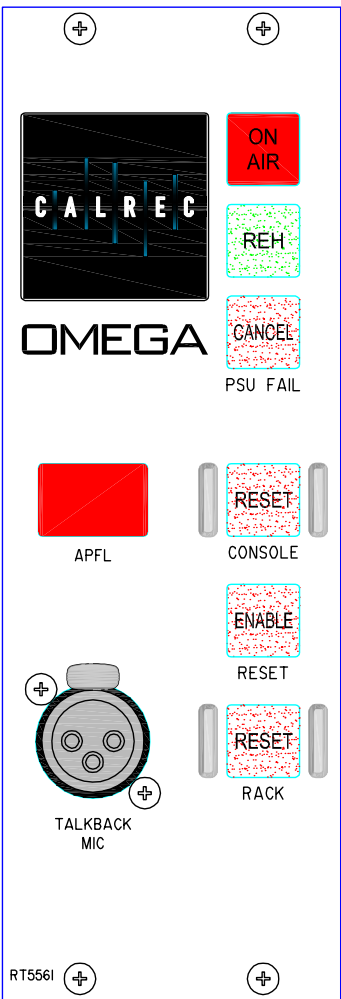 CALREC
ON
AIR
REH
CANCEL
OMEGA
PSU FAIL
RESET
APFL
CONSOLE
ENABLE
RESET
RESET
RACK
TALKBACK
MIC
RT5561